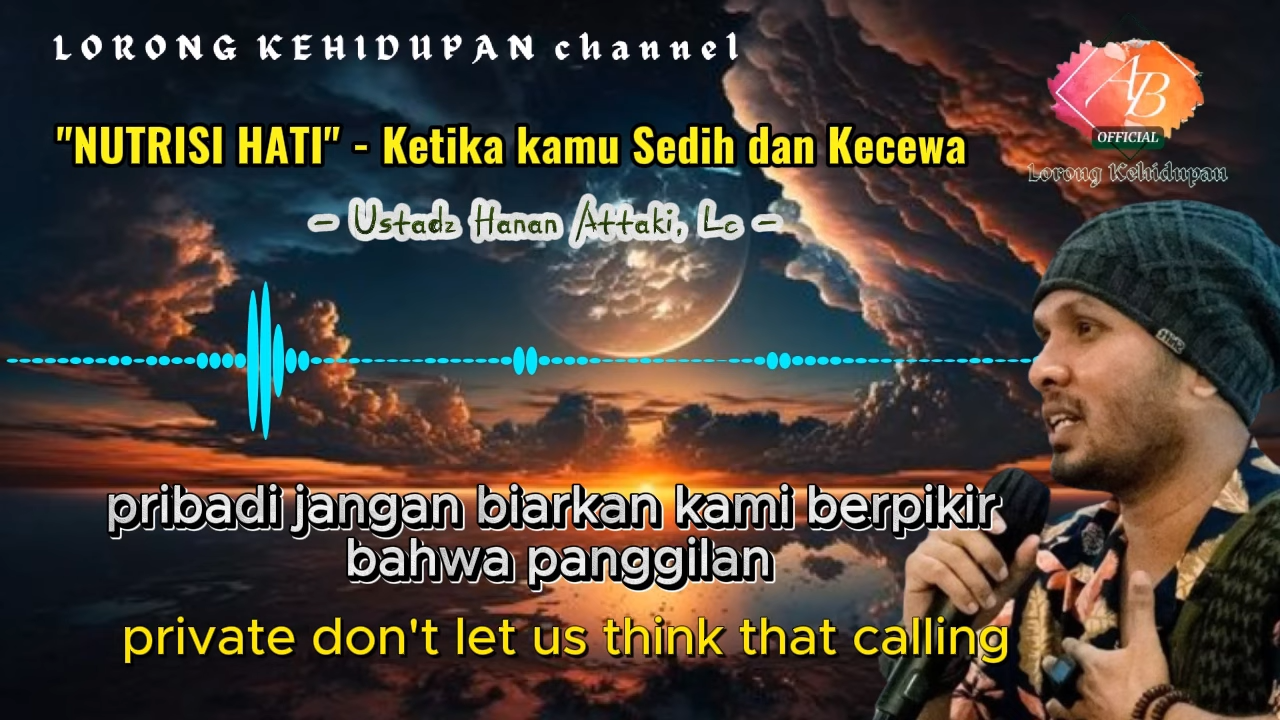 LORONG KEHIDUPAN channel
AB
OFFICIAL
Lorong Kehidupan
"NUTRISI HATI" - Ketika kamu Sedih dan Kecewa
- Ustadz Hanan Attaki, Lc -
pribadi jangan biarkan kami berpikir
bahwa panggilan
private don't let us think that calling